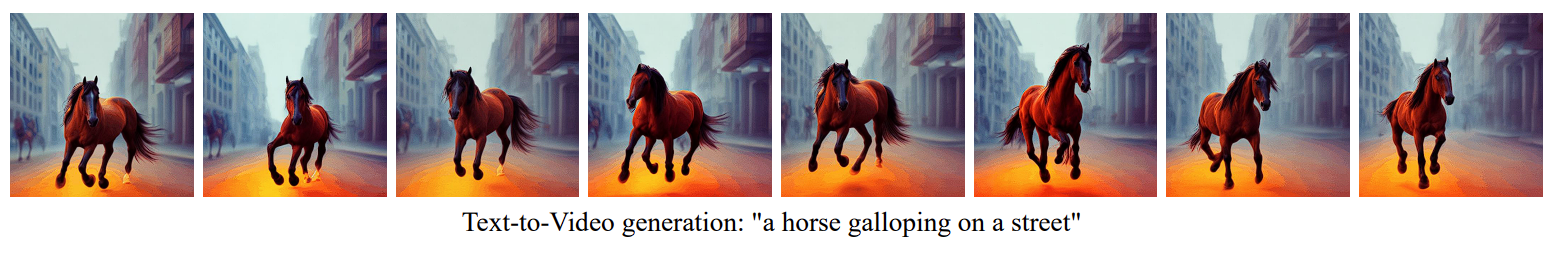 Text-to-Video generation: "a horse galloping on a street"